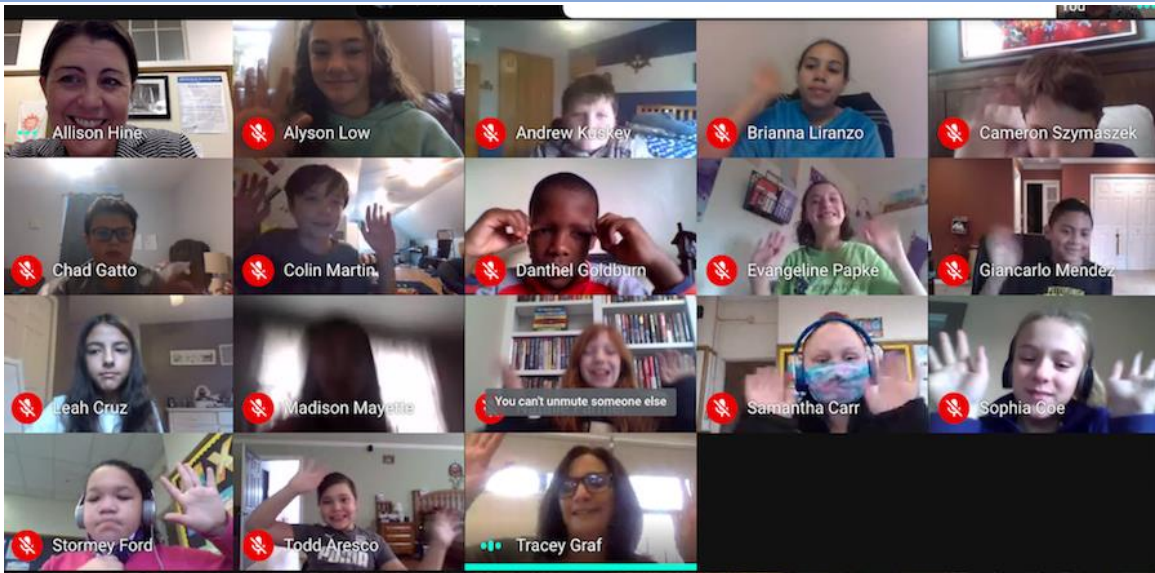 You
Allison Hine
Alyson Low
Andrew Kuskey
Brianna Liranzo
Cameron Szymaszek
Chad Gatto
Colin Martin
Danthel Goldburn
Evangeline Papke
Giancarlo Mendez
Leah Cruz
Madison Mayette
You can't unmute someone else
Samantha Carr
Sophia Coe
Stormey Ford
Todd Aresco
Tracey Graf